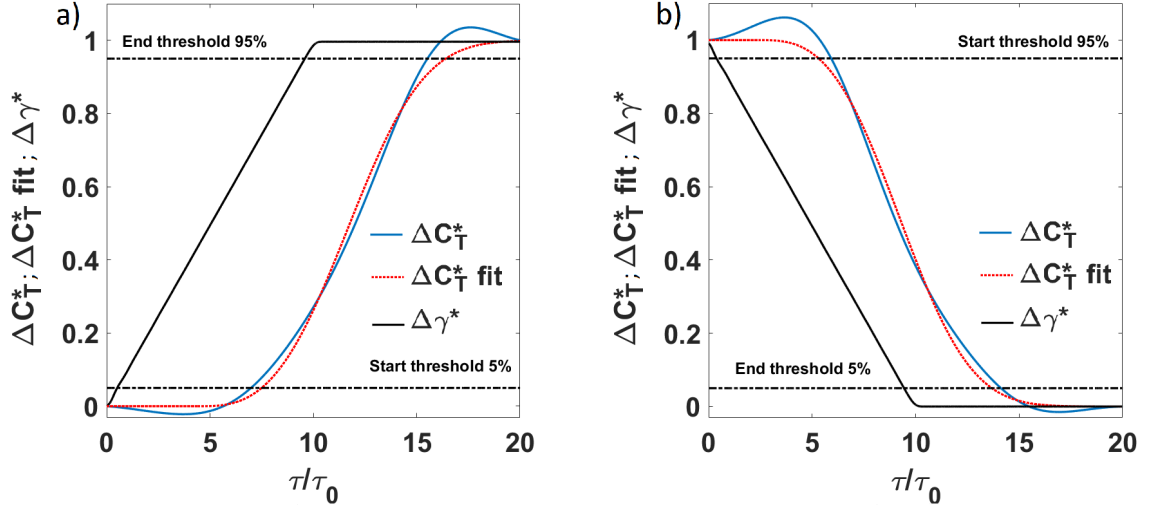 a)
ΔC*T; ΔC*T fit ; Δγ*
1
0.8
0.6
0.4
0.2
0
End threshold 95%
ΔC*T
ΔC*T fit
Δγ*
Start threshold 5%
0 5 10 15 20
τ/τ0
b)
ΔC*T; ΔC*T fit ; Δγ*
1
0.8
0.6
0.4
0.2
0
Start threshold 95%
ΔC*T
ΔC*T fit
Δγ*
End threshold 5%
0 5 10 15 20
τ/τ0